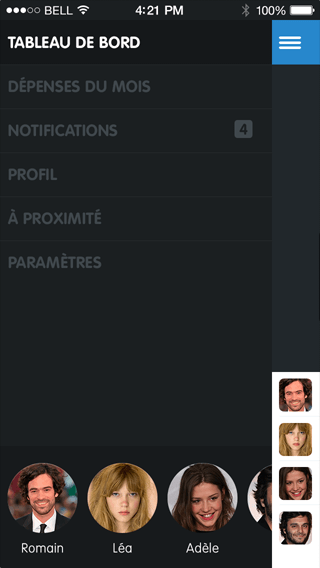 BELL 4:21 PM 100%
TABLEAU DE BORD
DÉPENSES DU MOIS
NOTIFICATIONS 4
PROFIL
À PROXIMITÉ
PARAMÈTRES
Romain Léa Adèle